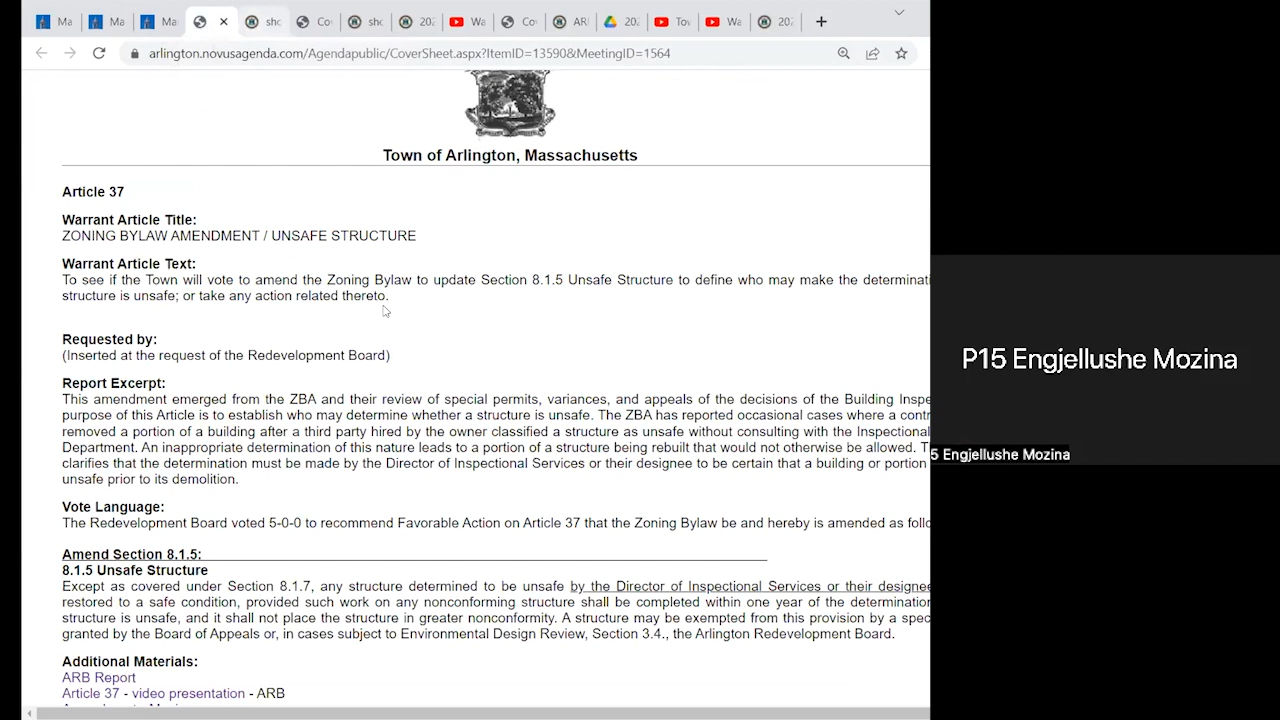 Ma
Ma
Ma
sho
Co
sho
202
Wa
Co
AR
202
Tov
Wa
202
arlington.novusagenda.com/Agendapublic/CoverSheet.aspx?ItemID=13590&MeetingID=1564
Town of Arlington, Massachusetts
Article 37
Warrant Article Title:
ZONING BYLAW AMENDMENT / UNSAFE STRUCTURE
Warrant Article Text:
To see if the Town will vote to amend the Zoning Bylaw to update Section 8.1.5 Unsafe Structure to define who may make the determinati
structure is unsafe; or take any action related thereto.
Requested by:
(Inserted at the request of the Redevelopment Board)
Report Excerpt:
This amendment emerged from the ZBA and their review of special permits, variances, and appeals of the decisions of the Building Inspe
purpose of this Article is to establish who may determine whether a structure is unsafe. The ZBA has reported occasional cases where a contr
removed a portion of a building after a third party hired by the owner classified a structure as unsafe without consulting with the Inspectional
Department. An inappropriate determination of this nature leads to a portion of a structure being rebuilt that would not otherwise be allowed. T
clarifies that the determination must be made by the Director of Inspectional Services or their designee to be certain that a building or portion
unsafe prior to its demolition.
Vote Language:
The Redevelopment Board voted 5-0-0 to recommend Favorable Action on Article 37 that the Zoning Bylaw be and hereby is amended as follo
Amend Section 8.1.5:
8.1.5 Unsafe Structure
Except as covered under Section 8.1.7, any structure determined to be unsafe by the Director of Inspectional Services or their designee
restored to a safe condition, provided such work on any nonconforming structure shall be completed within one year of the determination
structure is unsafe, and it shall not place the structure in greater nonconformity. A structure may be exempted from this provision by a spec
granted by the Board of Appeals or, in cases subject to Environmental Design Review, Section 3.4., the Arlington Redevelopment Board.
Additional Materials:
ARB Report
Article 37 - video presentation - ARB
P15 Engjellushe Mozina
5 Engjellushe Mozina